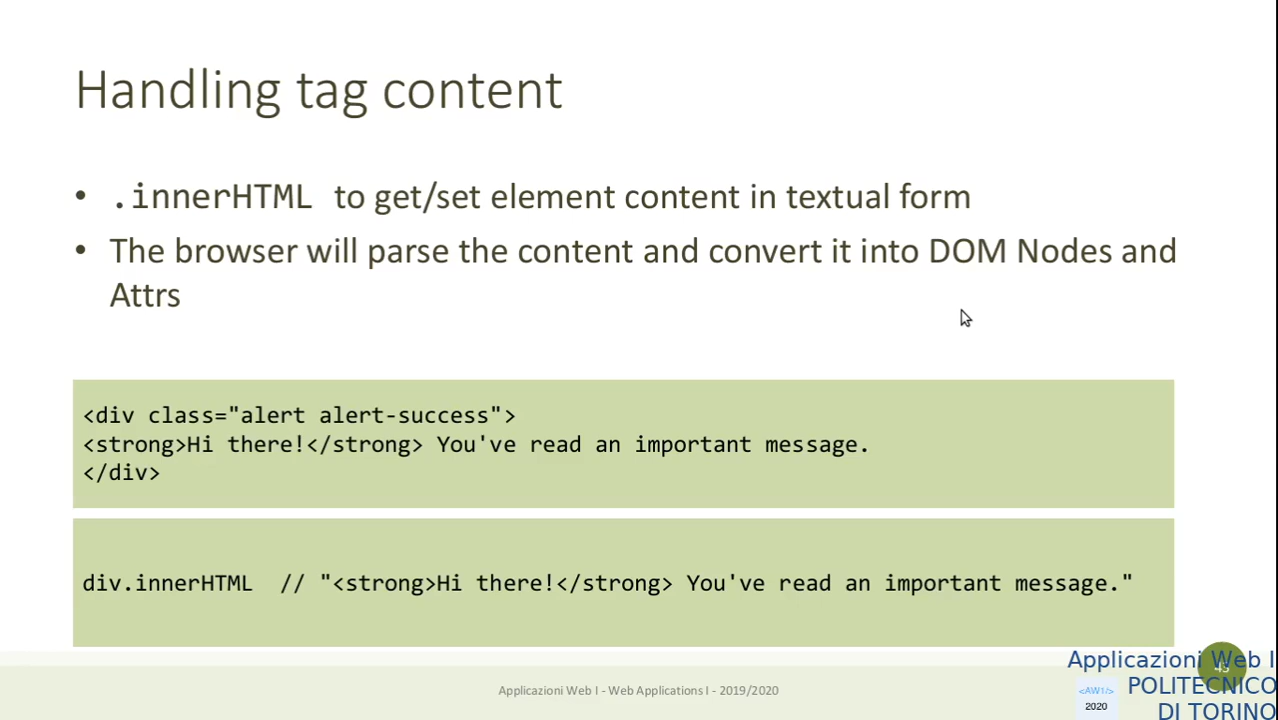 Handling tag content
• .innerHTML to get/set element content in textual form
• The browser will parse the content and convert it into DOM Nodes and
Attrs
<div class="alert alert-success">
<strong>Hi there!</strong> You've read an important message.
</div>
div.innerHTML // "<strong>Hi there!</strong> You've read an important message."
Applicazioni Web I - Web Applications I - 2019/2020
Applicazioni Web I
POLITECNICO
DI TORINO
<AW1/>
2020